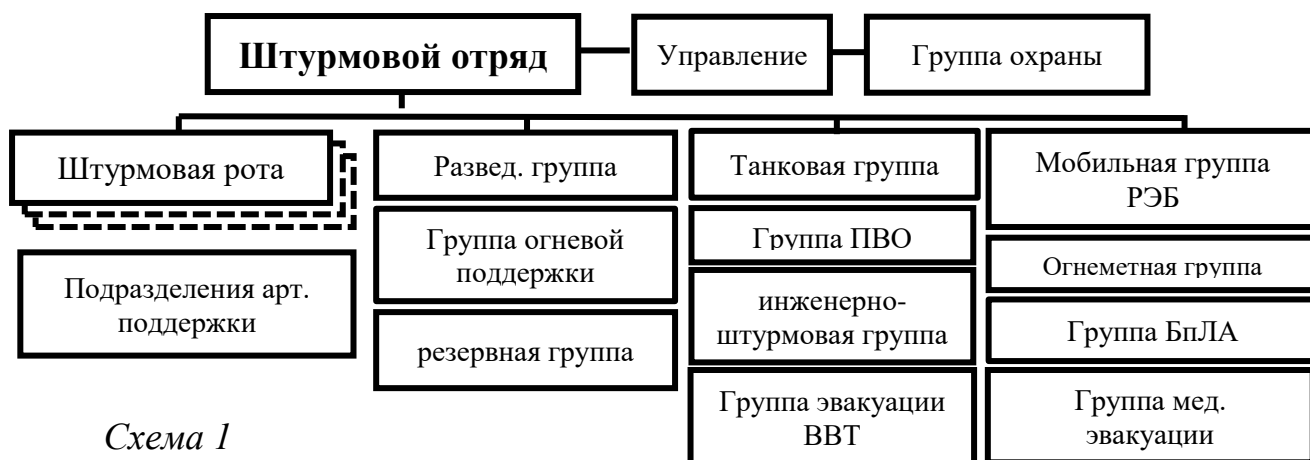 Штурмовой отряд
Управление
Группа охраны
Штурмовая рота
Подразделения арт.
поддержки
Развед. группа
Группа огневой
поддержки
резервная группа
Танковая группа
Группа ПВО
инженерно-
штурмовая группа
Группа эвакуации
ВВТ
Мобильная группа
РЭБ
Огнеметная группа
Группа БпЛА
Группа мед.
эвакуации
Схема 1